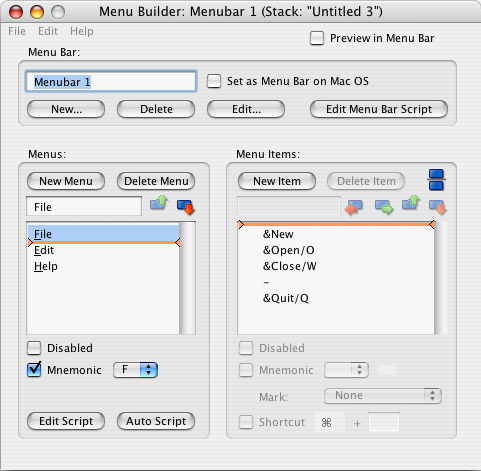 Menu Builder: Menubar 1 (Stack: "Untitled 3")
File Edit Help
Preview in Menu Bar
Menu Bar:
Menubar 1
Set as Menu Bar on Mac OS
New... Delete Edit... Edit Menu Bar Script
Menus:
New Menu Delete Menu
File
File
Edit
Help
Disabled
Mnemonic F
Edit Script Auto Script
Menu Items:
New Item Delete Item
&New
&Open/O
&Close/W
-
&Quit/Q
Disabled
Mnemonic
Mark: None
Shortcut ⌘ +